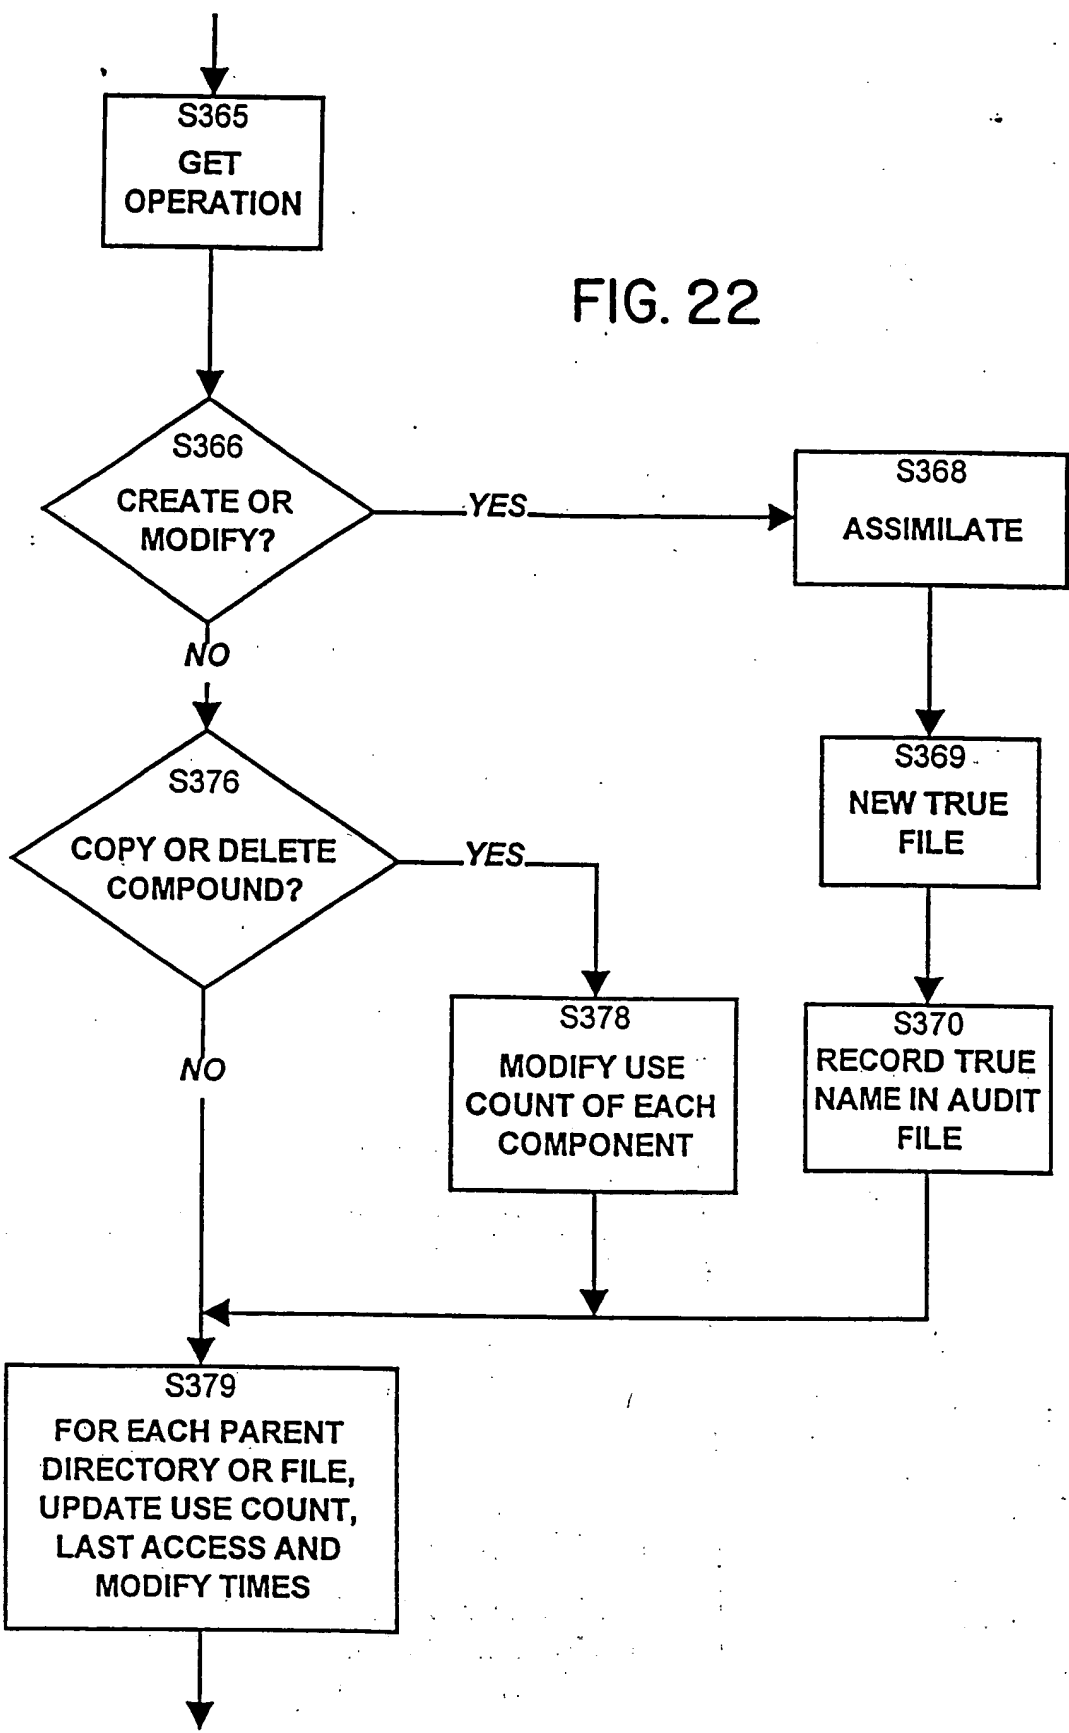 S365
GET
OPERATION
FIG. 22
S366
CREATE OR
MODIFY?
YES
S368
ASSIMILATE
NO
S369
NEW TRUE
FILE
S376
COPY OR DELETE
COMPOUND?
YES
S378
MODIFY USE
COUNT OF EACH
COMPONENT
S370
RECORD TRUE
NAME IN AUDIT
FILE
NO
S379
FOR EACH PARENT
DIRECTORY OR FILE,
UPDATE USE COUNT,
LAST ACCESS AND
MODIFY TIMES